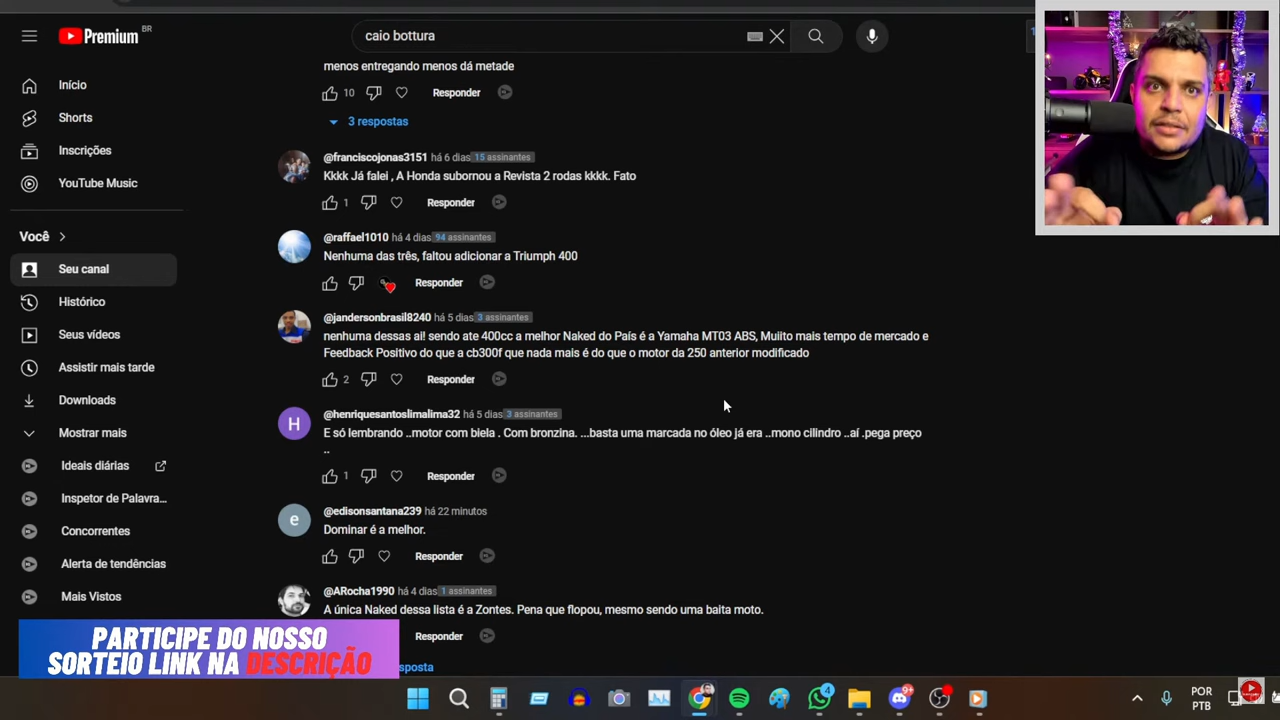 Premium BR
caio bottura
menos entregando menos dá metade
10 Responder
3 respostas
Início
Shorts
Inscrições
YouTube Music
Você
Seu canal
Histórico
Seus vídeos
Assistir mais tarde
Downloads
Mostrar mais
Ideais diárias
Inspetor de Palavra...
Concorrentes
Alerta de tendências
Mais Vistos
@franciscojonas3151 há 6 dias 15 assinantes
Kkkk Já falei , A Honda subornou a Revista 2 rodas kkkk. Fato
1 Responder
@raffael1010 há 4 dias 94 assinantes
Nenhuma das três, faltou adicionar a Triumph 400
Responder
@jandersonbrasil8240 há 5 dias 3 assinantes
nenhuma dessas ai! sendo ate 400cc a melhor Naked do País é a Yamaha MT03 ABS, Muiito mais tempo de mercado e
Feedback Positivo do que a cb300f que nada mais é do que o motor da 250 anterior modificado
2 Responder
@henriquesantoslimalima32 há 5 dias 3 assinantes
E só lembrando ..motor com biela . Com bronzina. ...basta uma marcada no óleo já era ..mono cilindro ..aí .pega preço
..
1 Responder
@edisonsantana239 há 22 minutos
Dominar é a melhor.
Responder
@ARocha1990 há 4 dias 1 assinantes
A única Naked dessa lista é a Zontes. Pena que flopou, mesmo sendo uma baita moto.
Responder
sposta
PARTICIPE DO NOSSO
SORTEIO LINK NA DESCRIÇÃO
4
9+
POR
PTB